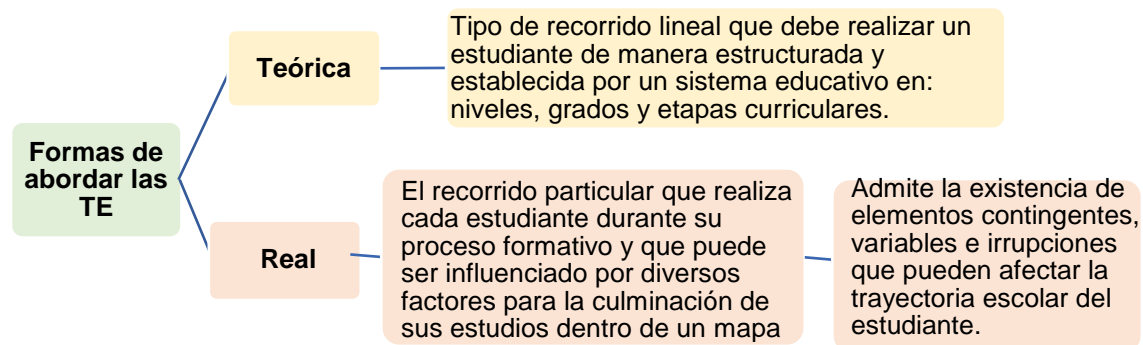 Formas de
abordar las
TE
Teórica
Tipo de recorrido lineal que debe realizar un
estudiante de manera estructurada y
establecida por un sistema educativo en:
niveles, grados y etapas curriculares.
Real
El recorrido particular que realiza
cada estudiante durante su
proceso formativo y que puede
ser influenciado por diversos
factores para la culminación de
sus estudios dentro de un mapa
Admite la existencia de
elementos contingentes,
variables e irrupciones
que pueden afectar la
trayectoria escolar del
estudiante.